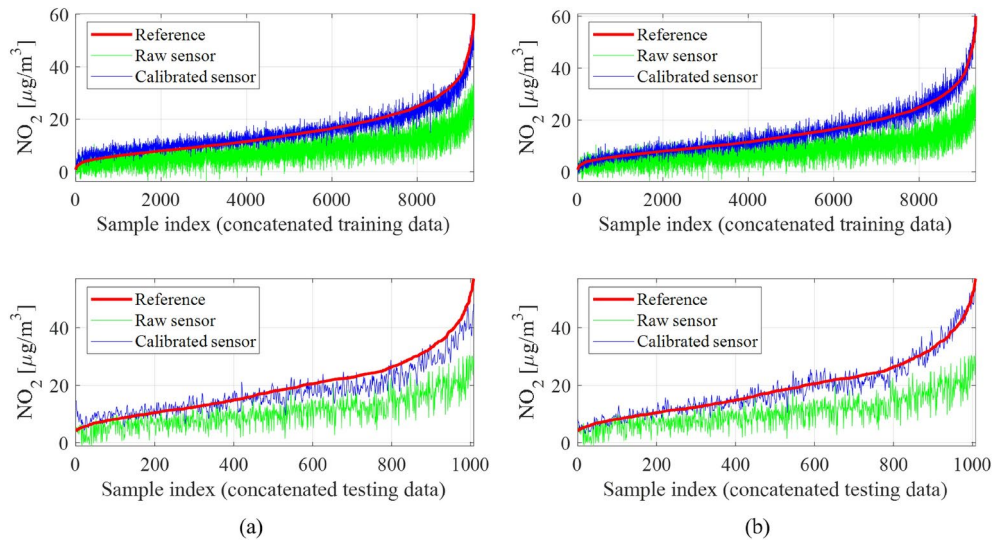 60
40
20
0
NO2 [μg/m3]
Reference
Raw sensor
Calibrated sensor
0 2000 4000 6000 8000
Sample index (concatenated training data)
60
40
20
0
NO2 [μg/m3]
Reference
Raw sensor
Calibrated sensor
0 2000 4000 6000 8000
Sample index (concatenated training data)
40
20
0
NO2 [μg/m3]
Reference
Raw sensor
Calibrated sensor
0 200 400 600 800 1000
Sample index (concatenated testing data)
(a)
40
20
0
NO2 [μg/m3]
Reference
Raw sensor
Calibrated sensor
0 200 400 600 800 1000
Sample index (concatenated testing data)
(b)